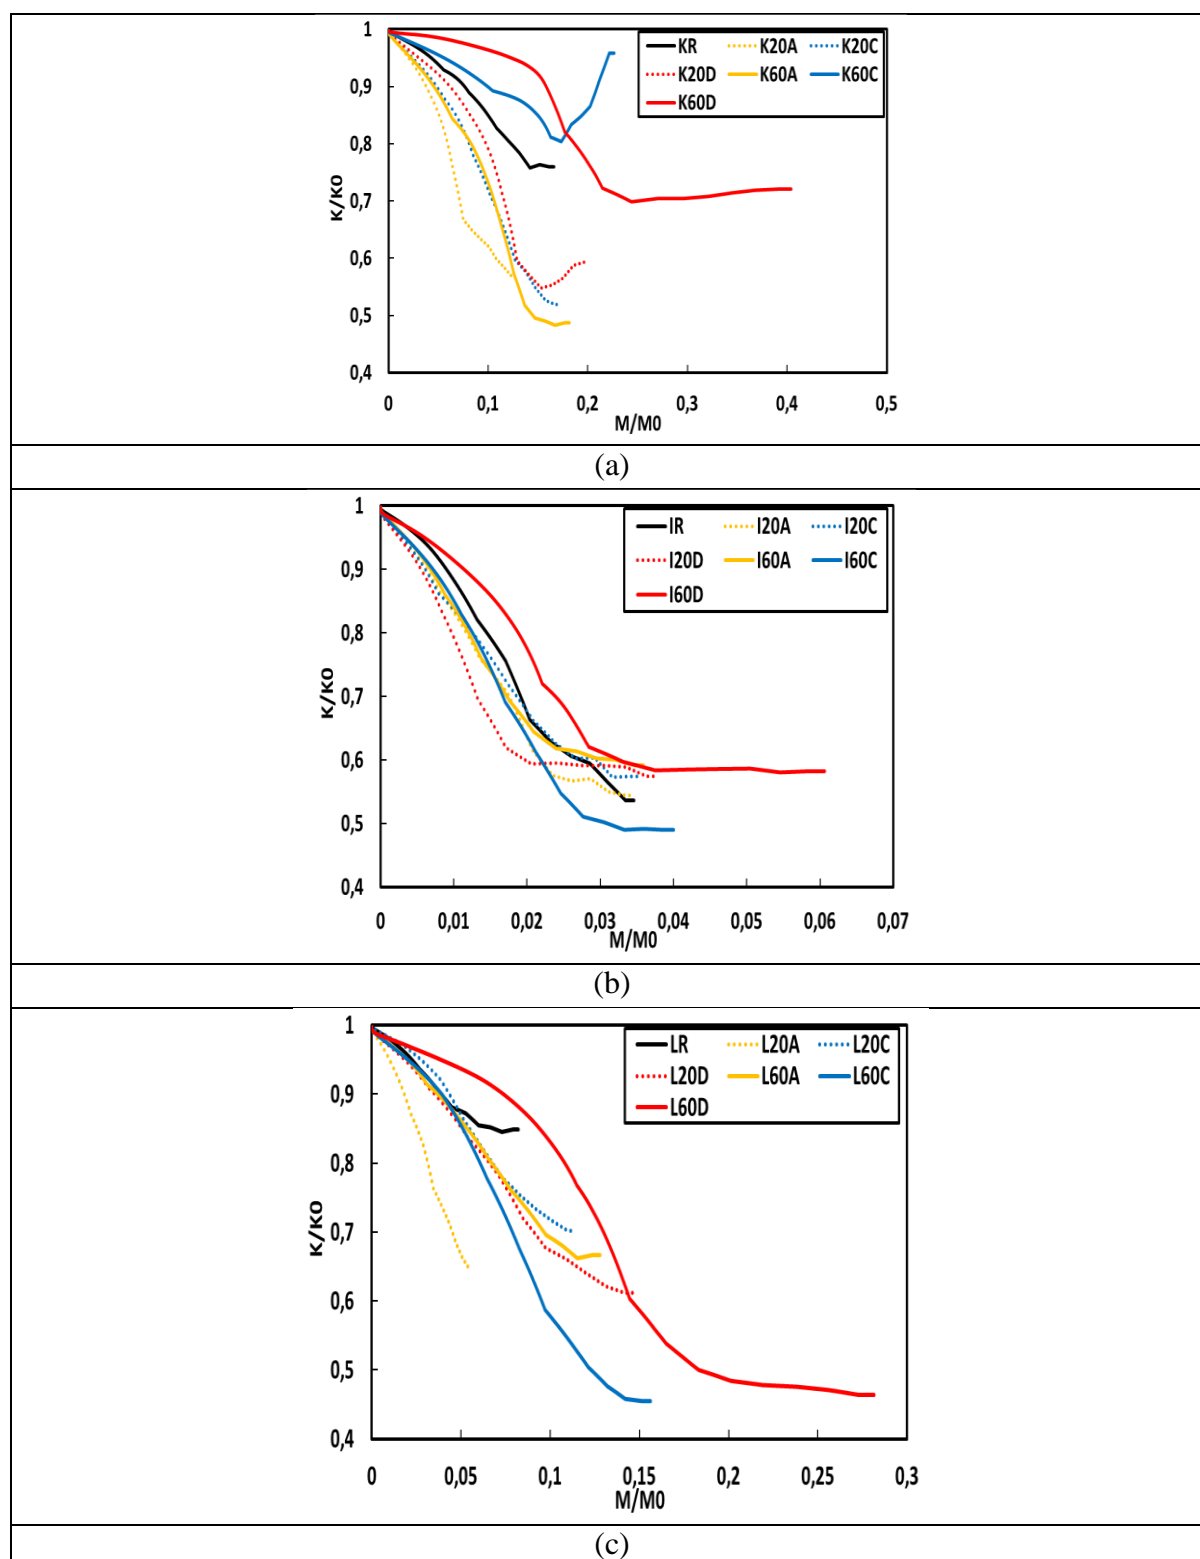 1
KR K20A K20C
K20D K60A K60C
K60D
0,9
0,8
0,7
0,6
0,5
0,4
K/K0
0 0,1 0,2 0,3 0,4 0,5
M/M0
(a)
1
IR I20A I20C
I20D I60A I60C
I60D
0,9
0,8
0,7
0,6
0,5
0,4
K/K0
0 0,01 0,02 0,03 0,04 0,05 0,06 0,07
M/M0
(b)
1
LR L20A L20C
L20D L60A L60C
L60D
0,9
0,8
0,7
0,6
0,5
0,4
K/K0
0 0,05 0,1 0,15 0,2 0,25 0,3
M/M0
(c)